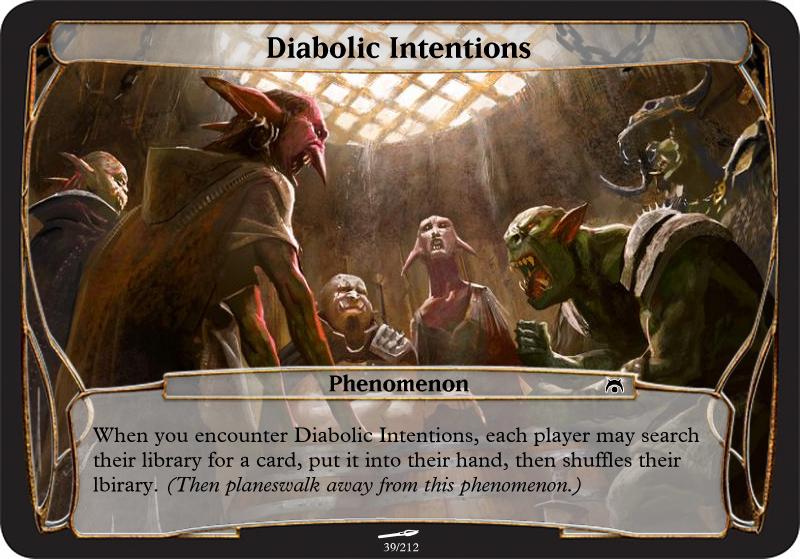 Diabolic Intentions
Phenomenon
When you encounter Diabolic Intentions, each player may search
their library for a card, put it into their hand, then shuffles their
lbirary. (Then planeswalk away from this phenomenon.)
39/212